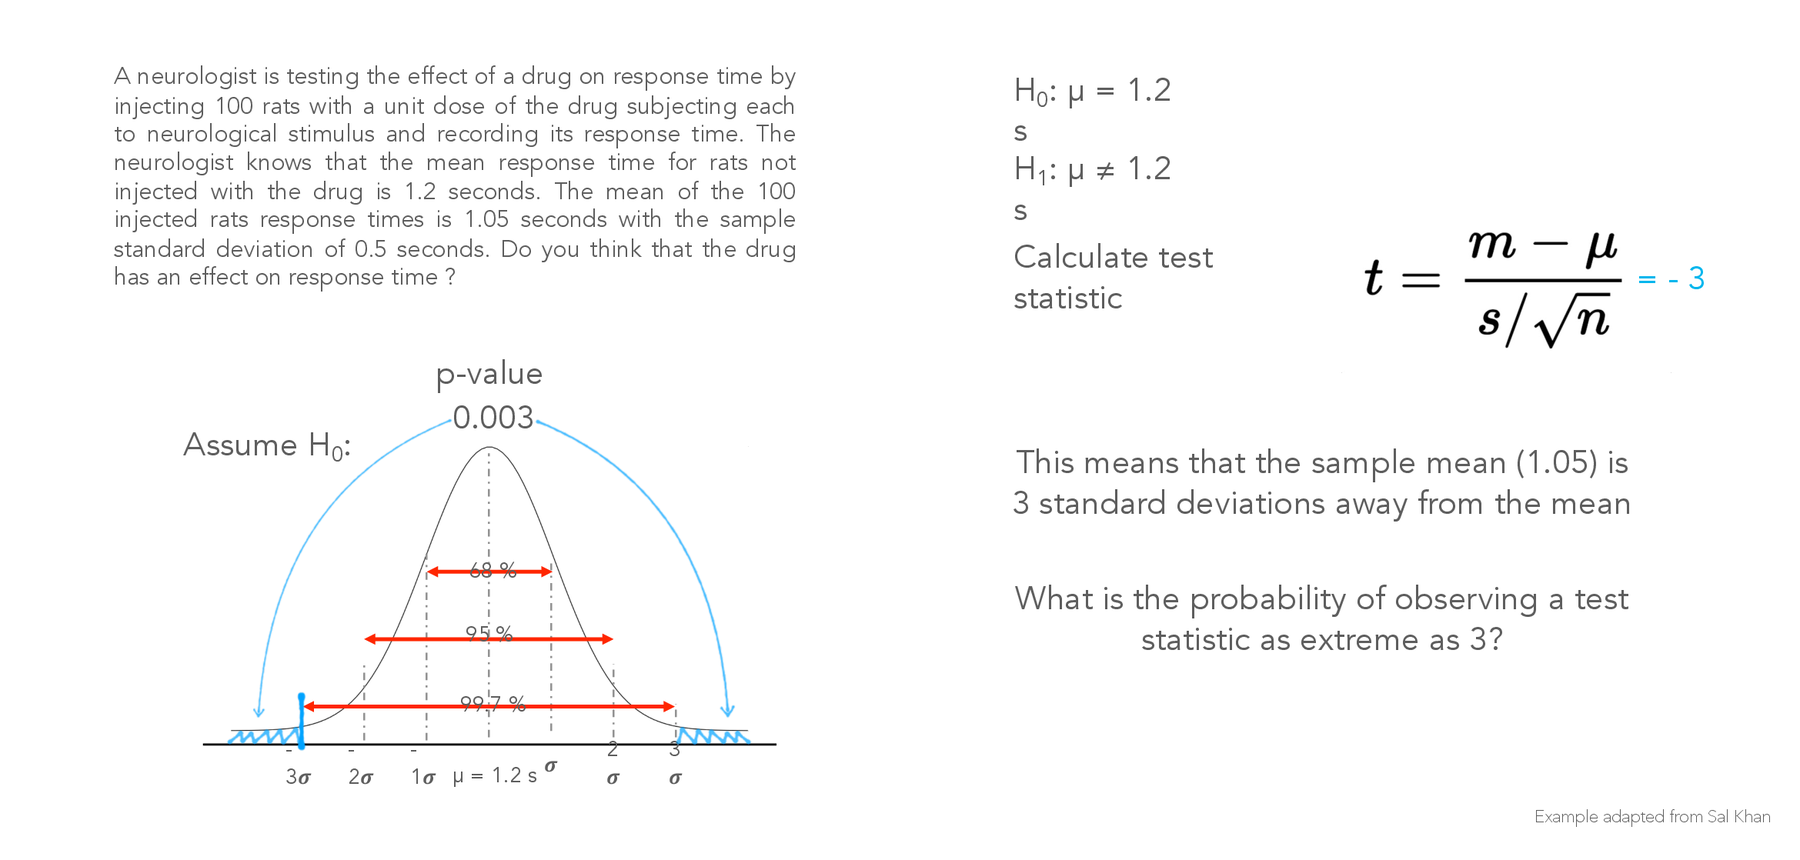 A neurologist is testing the effect of a drug on response time by
injecting 100 rats with a unit dose of the drug subjecting each
to neurological stimulus and recording its response time. The
neurologist knows that the mean response time for rats not
injected with the drug is 1.2 seconds. The mean of the 100
injected rats response times is 1.05 seconds with the sample
standard deviation of 0.5 seconds. Do you think that the drug
has an effect on response time ?
p-value
0.003
Assume H₀:
68 %
95 %
99.7 %
- - - 2 3
3σ 2σ 1σ μ = 1.2 s σ σ σ
H₀: μ = 1.2
s
H₁: μ ≠ 1.2
s
Calculate test
statistic
t = (m − μ) / (s/√n) = - 3
This means that the sample mean (1.05) is
3 standard deviations away from the mean
What is the probability of observing a test
statistic as extreme as 3?
Example adapted from Sal Khan